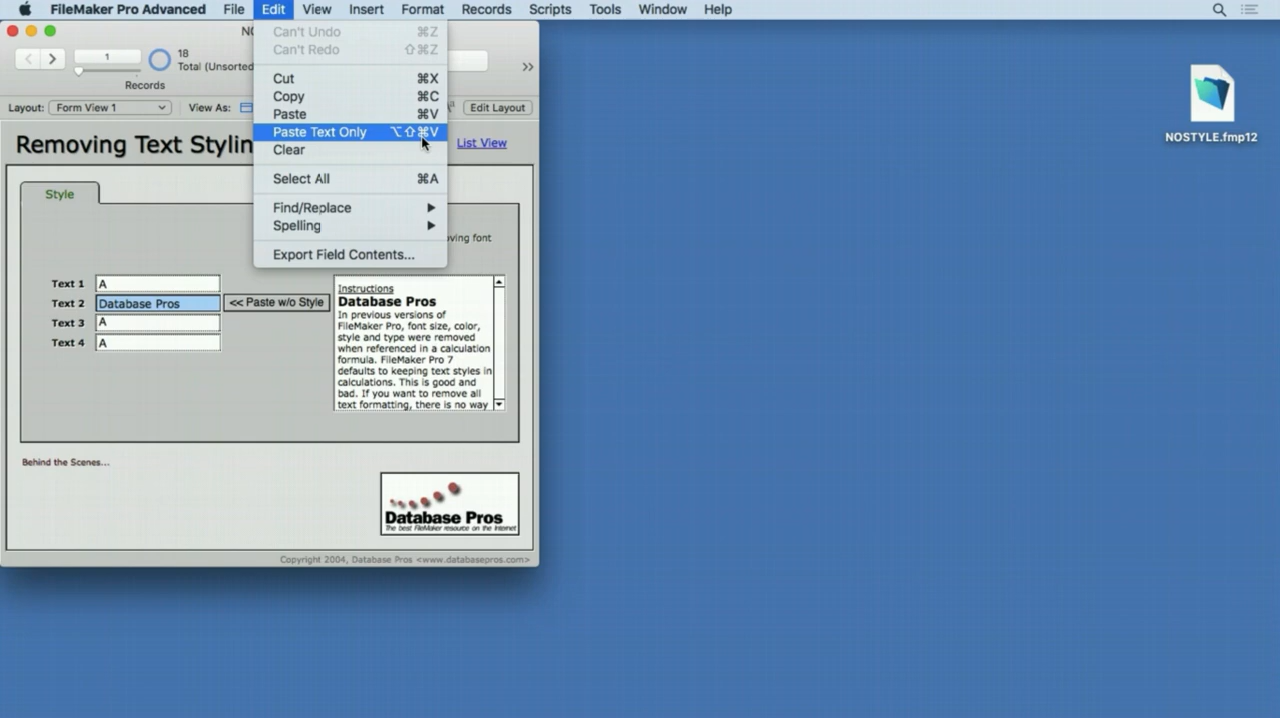 FileMaker Pro Advanced File Edit View Insert Format Records Scripts Tools Window Help
Can't Undo ⌘Z
Can't Redo ⇧⌘Z
Cut ⌘X
Copy ⌘C
Paste ⌘V
Paste Text Only ⌥⇧⌘V
Clear
Select All ⌘A
Find/Replace
Spelling
Export Field Contents...
NO
1
18
Total (Unsorted
Records
Layout: Form View 1 View As: Edit Layout
Removing Text Stylin
List View
Style
oving font
Text 1 A
Text 2 Database Pros << Paste w/o Style
Text 3 A
Text 4 A
Instructions
Database Pros
In previous versions of
FileMaker Pro, font size, color,
style and type were removed
when referenced in a calculation
formula. FileMaker Pro 7
defaults to keeping text styles in
calculations. This is good and
bad. If you want to remove all
text formatting, there is no way
Behind the Scenes...
Database Pros
The best FileMaker resource on the Internet
Copyright 2004, Database Pros <www.databasepros.com>
NOSTYLE.fmp12